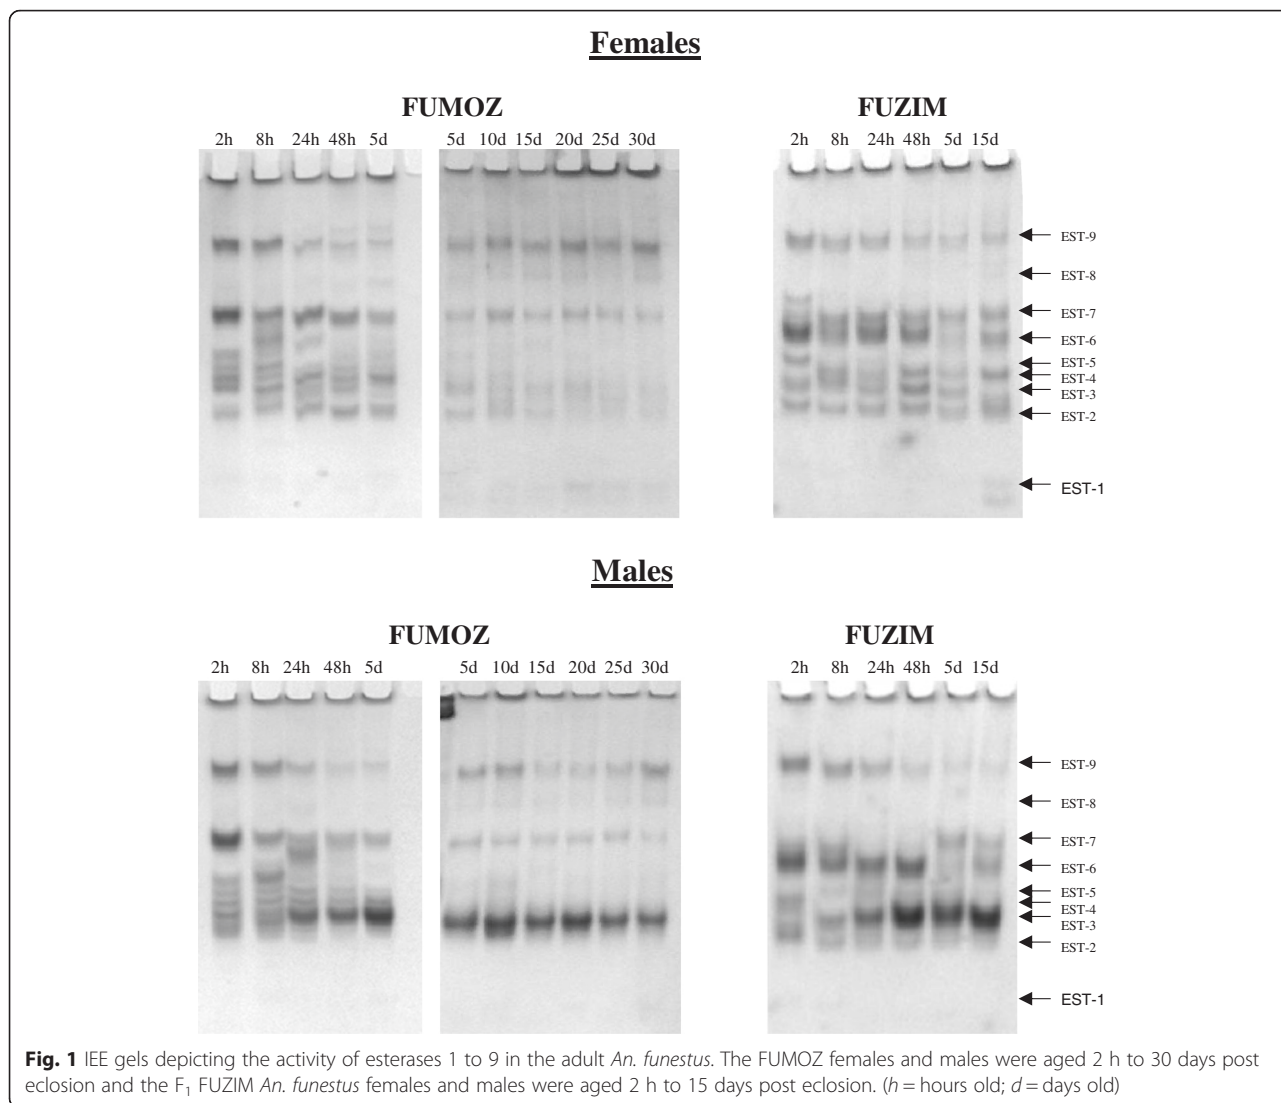 Females
FUMOZ FUZIM
2h 8h 24h 48h 5d 5d 10d 15d 20d 25d 30d 2h 8h 24h 48h 5d 15d
EST-9
EST-8
EST-7
EST-6
EST-5
EST-4
EST-3
EST-2
EST-1
Males
FUMOZ FUZIM
2h 8h 24h 48h 5d 5d 10d 15d 20d 25d 30d 2h 8h 24h 48h 5d 15d
EST-9
EST-8
EST-7
EST-6
EST-5
EST-4
EST-3
EST-2
EST-1
Fig. 1 IEE gels depicting the activity of esterases 1 to 9 in the adult An. funestus. The FUMOZ females and males were aged 2 h to 30 days post
eclosion and the F1 FUZIM An. funestus females and males were aged 2 h to 15 days post eclosion. (h = hours old; d = days old)